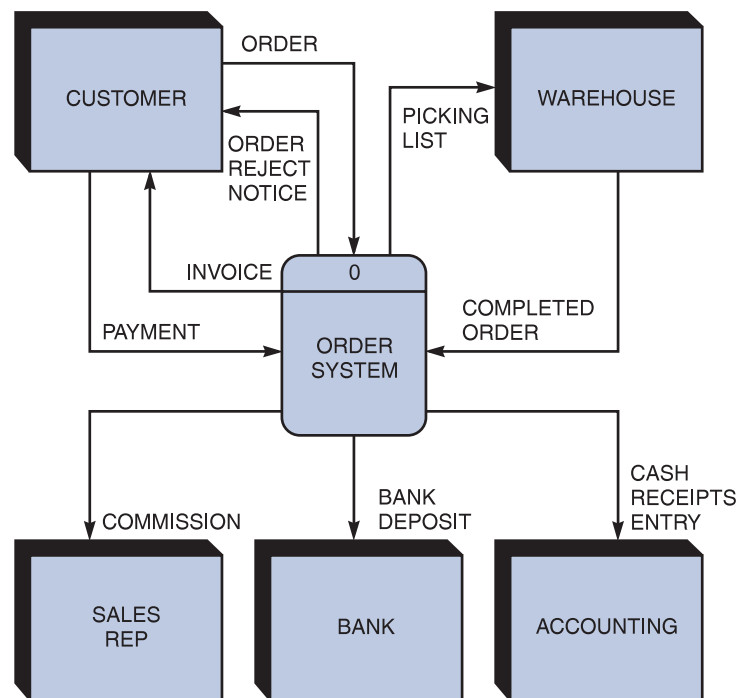 ORDER
CUSTOMER
WAREHOUSE
PICKING
LIST
ORDER
REJECT
NOTICE
INVOICE
0
PAYMENT
ORDER
SYSTEM
COMPLETED
ORDER
COMMISSION
BANK
DEPOSIT
CASH
RECEIPTS
ENTRY
SALES
REP
BANK
ACCOUNTING